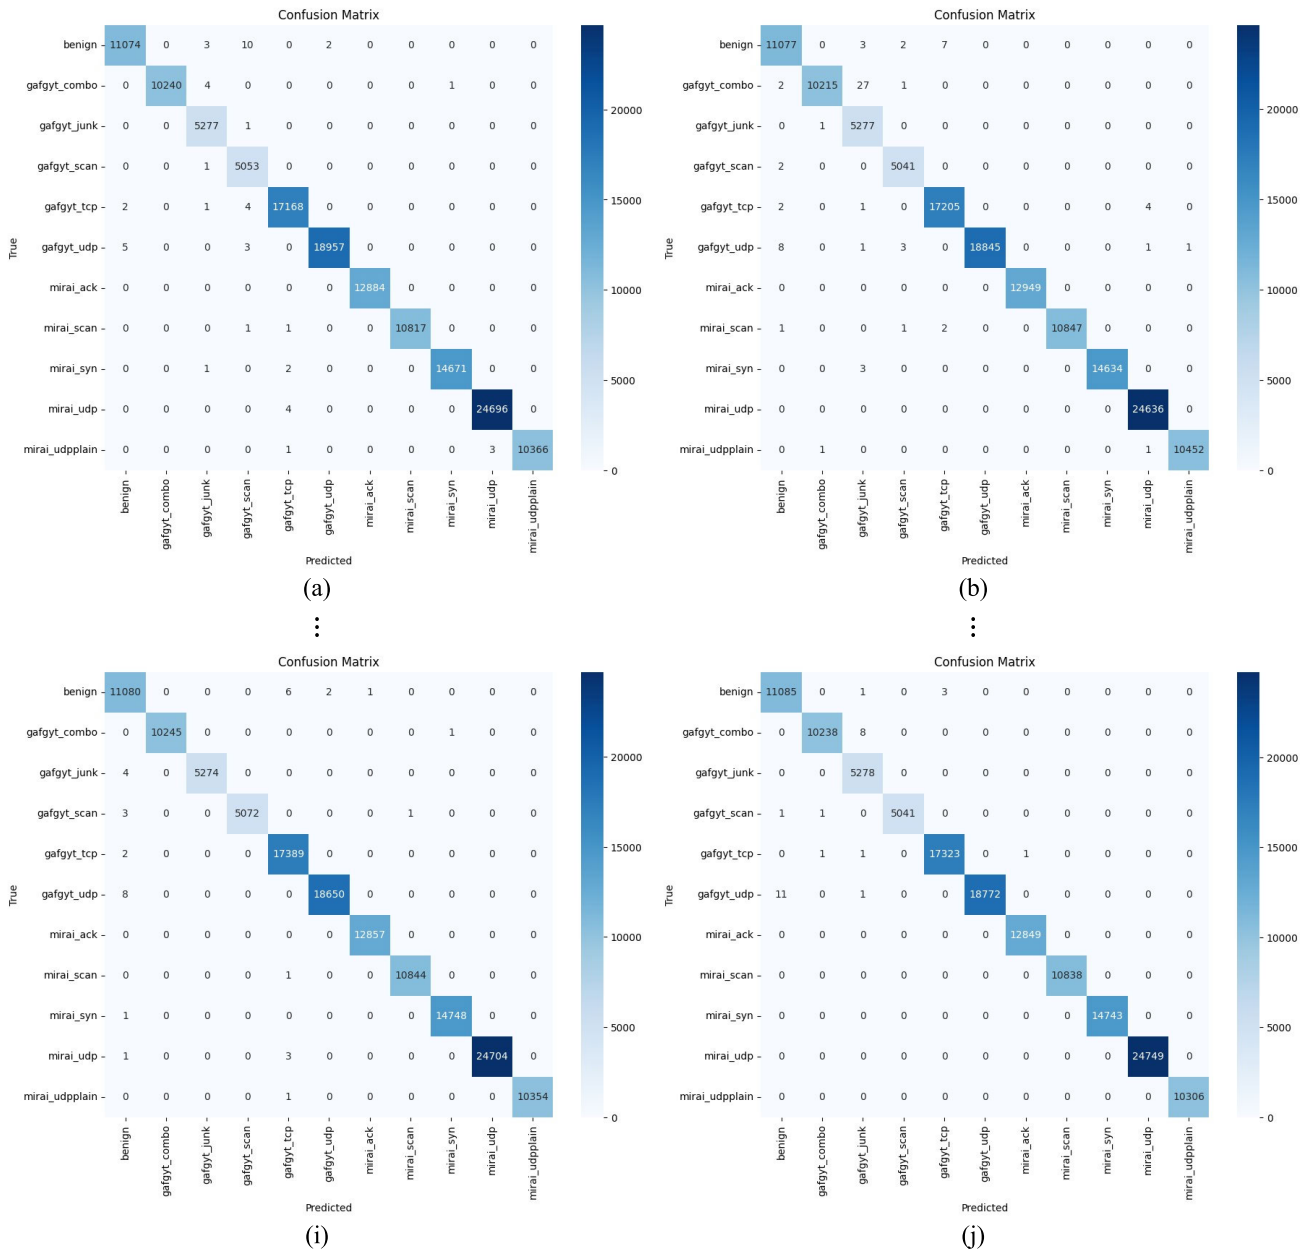 Confusion Matrix
benign 11074 0 3 10 0 2 0 0 0 0 0
gafgyt_combo 0 10240 4 0 0 0 0 0 1 0 0
gafgyt_junk 0 0 5277 1 0 0 0 0 0 0 0
gafgyt_scan 0 0 1 5053 0 0 0 0 0 0 0
gafgyt_tcp 2 0 1 4 17168 0 0 0 0 0 0
gafgyt_udp 5 0 0 3 0 18957 0 0 0 0 0
mirai_ack 0 0 0 0 0 0 12884 0 0 0 0
mirai_scan 0 0 0 1 1 0 0 10817 0 0 0
mirai_syn 0 0 1 0 2 0 0 0 14671 0 0
mirai_udp 0 0 0 0 4 0 0 0 0 24696 0
mirai_udpplain 0 0 0 0 1 0 0 0 0 3 10366
True
benign gafgyt_combo gafgyt_junk gafgyt_scan gafgyt_tcp gafgyt_udp mirai_ack mirai_scan mirai_syn mirai_udp mirai_udpplain
Predicted
20000
15000
10000
5000
0
(a)
Confusion Matrix
benign 11077 0 3 2 7 0 0 0 0 0 0
gafgyt_combo 2 10215 27 1 0 0 0 0 0 0 0
gafgyt_junk 0 1 5277 0 0 0 0 0 0 0 0
gafgyt_scan 2 0 0 5041 0 0 0 0 0 0 0
gafgyt_tcp 2 0 1 0 17205 0 0 0 0 4 0
gafgyt_udp 8 0 1 3 0 18845 0 0 0 1 1
mirai_ack 0 0 0 0 0 0 12949 0 0 0 0
mirai_scan 1 0 0 1 2 0 0 10847 0 0 0
mirai_syn 0 0 3 0 0 0 0 0 14634 0 0
mirai_udp 0 0 0 0 0 0 0 0 0 24636 0
mirai_udpplain 0 1 0 0 0 0 0 0 0 1 10452
True
benign gafgyt_combo gafgyt_junk gafgyt_scan gafgyt_tcp gafgyt_udp mirai_ack mirai_scan mirai_syn mirai_udp mirai_udpplain
Predicted
20000
15000
10000
5000
0
(b)
⋮ ⋮
Confusion Matrix
benign 11080 0 0 0 6 2 1 0 0 0 0
gafgyt_combo 0 10245 0 0 0 0 0 0 1 0 0
gafgyt_junk 4 0 5274 0 0 0 0 0 0 0 0
gafgyt_scan 3 0 0 5072 0 0 0 1 0 0 0
gafgyt_tcp 2 0 0 0 17389 0 0 0 0 0 0
gafgyt_udp 8 0 0 0 0 18650 0 0 0 0 0
mirai_ack 0 0 0 0 0 0 12857 0 0 0 0
mirai_scan 0 0 0 0 1 0 0 10844 0 0 0
mirai_syn 1 0 0 0 0 0 0 0 14748 0 0
mirai_udp 1 0 0 0 3 0 0 0 0 24704 0
mirai_udpplain 0 0 0 0 1 0 0 0 0 0 10354
True
benign gafgyt_combo gafgyt_junk gafgyt_scan gafgyt_tcp gafgyt_udp mirai_ack mirai_scan mirai_syn mirai_udp mirai_udpplain
Predicted
20000
15000
10000
5000
0
(i)
Confusion Matrix
benign 11085 0 1 0 3 0 0 0 0 0 0
gafgyt_combo 0 10238 8 0 0 0 0 0 0 0 0
gafgyt_junk 0 0 5278 0 0 0 0 0 0 0 0
gafgyt_scan 1 1 0 5041 0 0 0 0 0 0 0
gafgyt_tcp 0 1 1 0 17323 0 1 0 0 0 0
gafgyt_udp 11 0 1 0 0 18772 0 0 0 0 0
mirai_ack 0 0 0 0 0 0 12849 0 0 0 0
mirai_scan 0 0 0 0 0 0 0 10838 0 0 0
mirai_syn 0 0 0 0 0 0 0 0 14743 0 0
mirai_udp 0 0 0 0 0 0 0 0 0 24749 0
mirai_udpplain 0 0 0 0 0 0 0 0 0 0 10306
True
benign gafgyt_combo gafgyt_junk gafgyt_scan gafgyt_tcp gafgyt_udp mirai_ack mirai_scan mirai_syn mirai_udp mirai_udpplain
Predicted
20000
15000
10000
5000
0
(j)